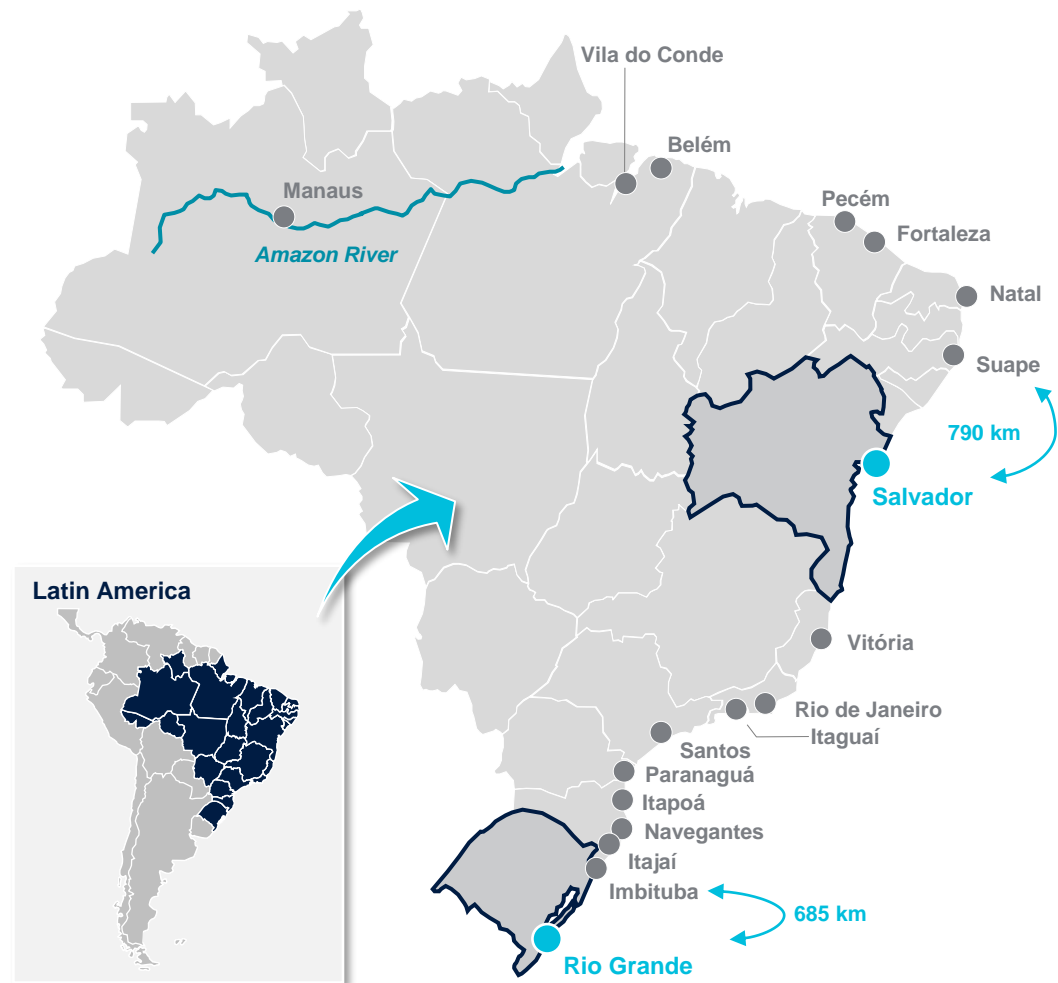 Vila do Conde
Belém
Manaus
Amazon River
Pecém
Fortaleza
Natal
Suape
790 km
Salvador
Latin America
Vitória
Rio de Janeiro
Itaguaí
Santos
Paranaguá
Itapoá
Navegantes
Itajaí
Imbituba
685 km
Rio Grande